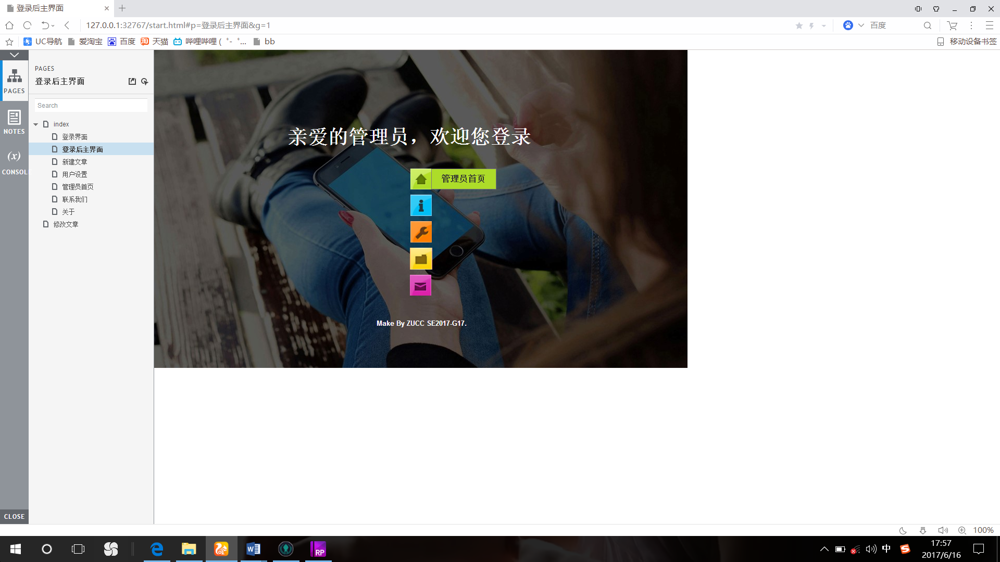 登录后主界面
127.0.0.1:32767/start.html#p=登录后主界面&g=1
百度
UC导航
爱淘宝
百度
天猫
哔哩哔哩 ( ゜- ゜...
bb
移动设备书签
PAGES
NOTES
(x)
CONSOL
CLOSE
PAGES
登录后主界面
Search
index
登录界面
登录后主界面
新建文章
用户设置
管理员首页
联系我们
关于
修改文章
亲爱的管理员，欢迎您登录
管理员首页
Make By ZUCC SE2017-G17.
100%
RP
中
17:57
2017/6/16